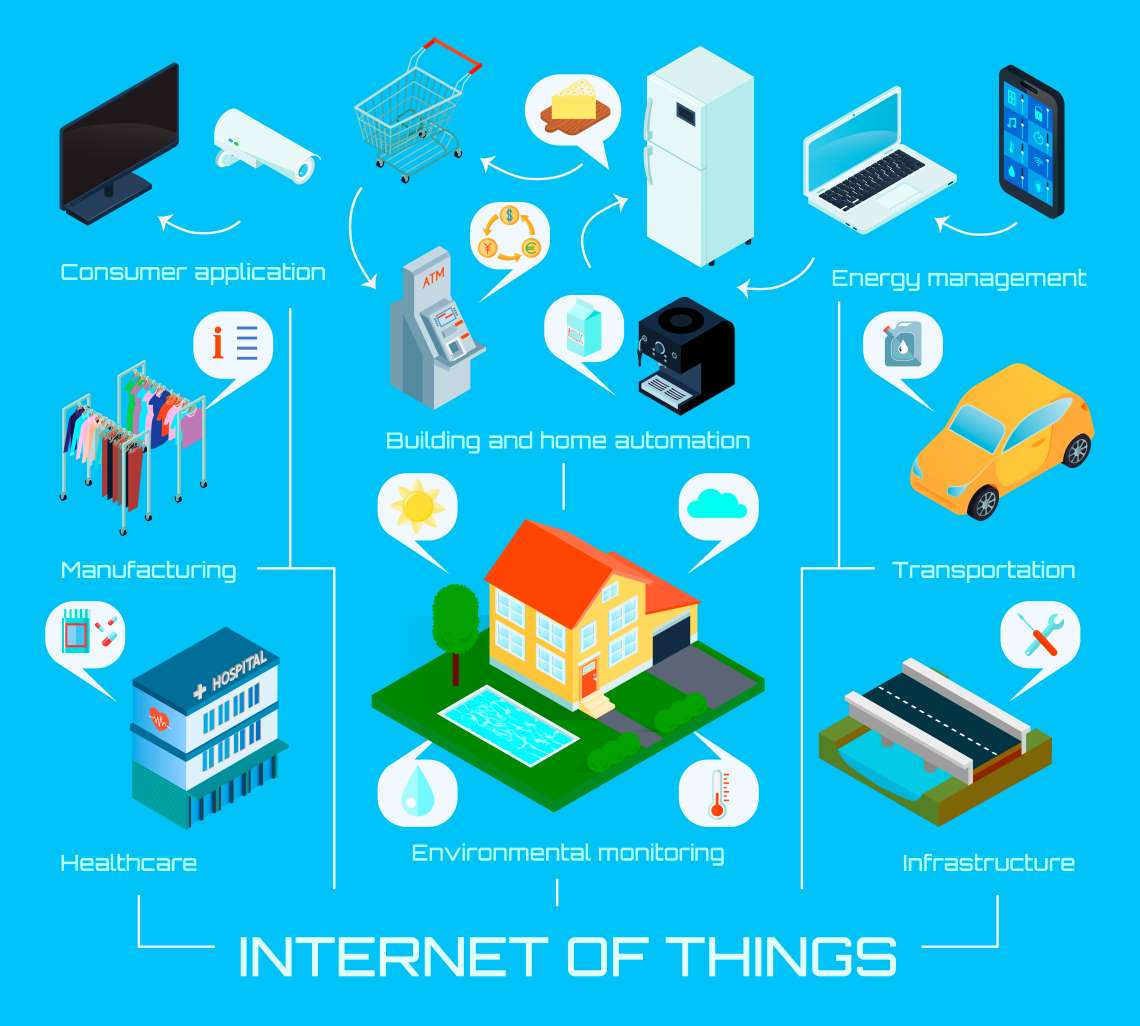 ATM
Consumer application
Energy management
i
Building and home automation
Manufacturing
Transportation
HOSPITAL
Environmental monitoring
Healthcare
Infrastructure
INTERNET OF THINGS